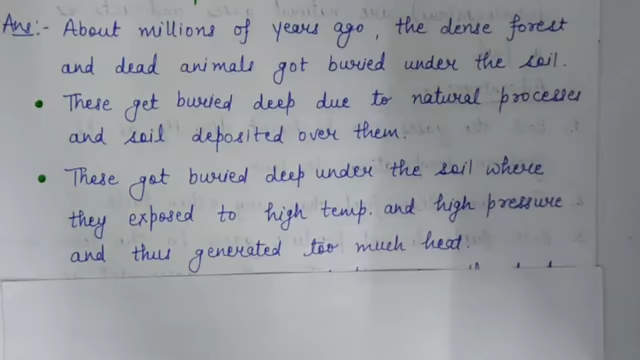 Ans:- About millions of years ago, the dense forest
and dead animals got buried under the soil.
• These get buried deep due to natural processes
and soil deposited over them.
• These got buried deep under the soil where
they exposed to high temp. and high pressure
and thus generated too much heat.